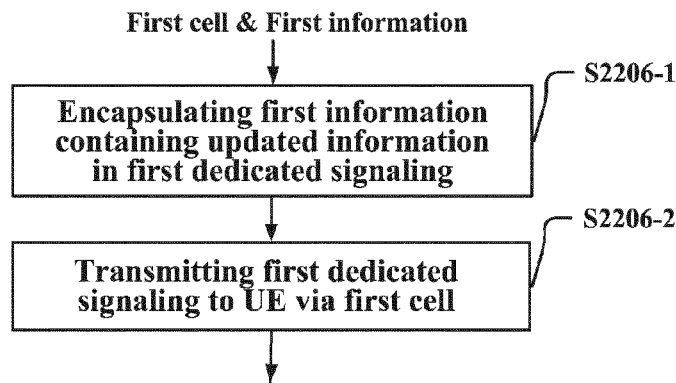 First cell & First information
S2206-1
Encapsulating first information
containing updated information
in first dedicated signaling
S2206-2
Transmitting first dedicated
signaling to UE via first cell